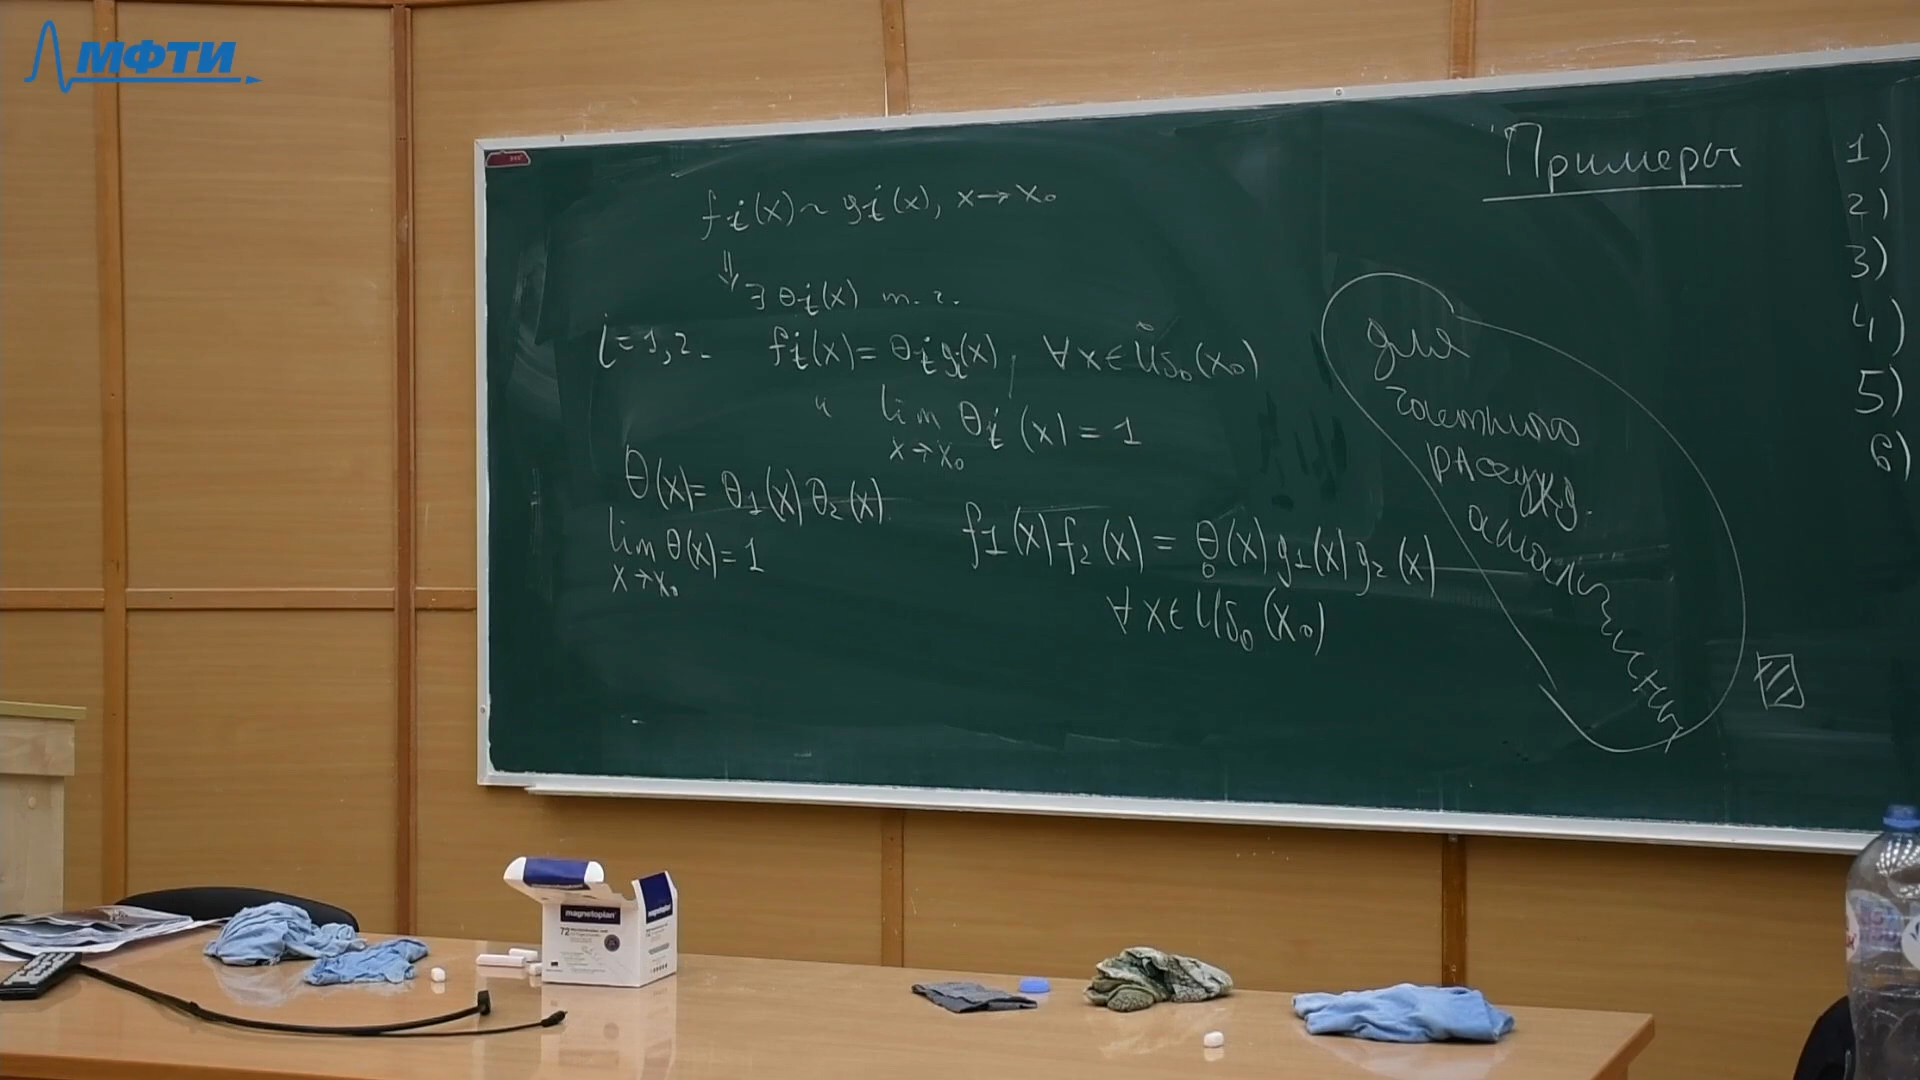 МФТИ
fi(x) ~ gi(x), x→x₀
⇓
∃ θi(x) т. ч.
i=1,2. fi(x) = θi gi(x), ∀ x ∈ Ůδ₀(x₀)
и lim θi(x) = 1
x→x₀
θ(x) = θ1(x) θ2(x)
lim θ(x) = 1
x→x₀
f1(x) f2(x) = θ(x) g1(x) g2(x)
∀ x ∈ Ůδ₀(x₀)
для
частного
рассужд.
аналогичны
Примеры
1)
2)
3)
4)
5)
6)
magnetoplan
72
magnetoplan